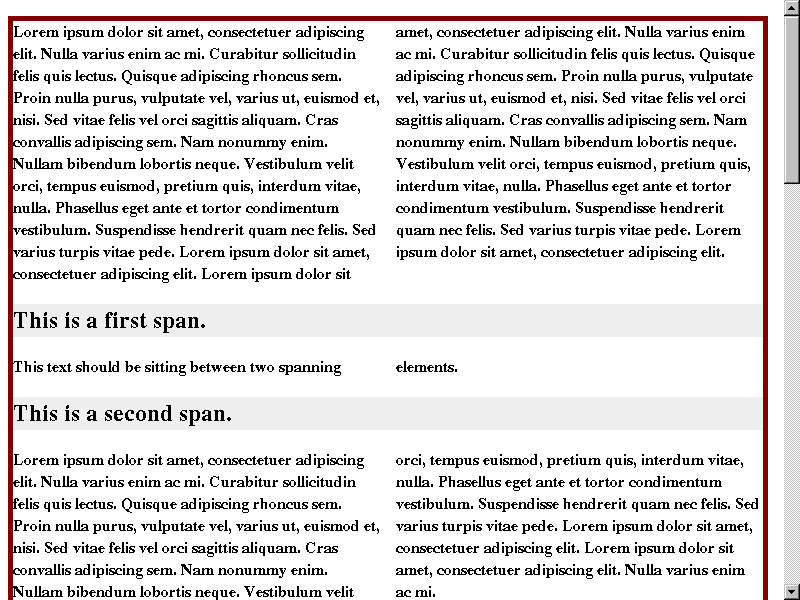 Lorem ipsum dolor sit amet, consectetuer adipiscing
elit. Nulla varius enim ac mi. Curabitur sollicitudin
felis quis lectus. Quisque adipiscing rhoncus sem.
Proin nulla purus, vulputate vel, varius ut, euismod et,
nisi. Sed vitae felis vel orci sagittis aliquam. Cras
convallis adipiscing sem. Nam nonummy enim.
Nullam bibendum lobortis neque. Vestibulum velit
orci, tempus euismod, pretium quis, interdum vitae,
nulla. Phasellus eget ante et tortor condimentum
vestibulum. Suspendisse hendrerit quam nec felis. Sed
varius turpis vitae pede. Lorem ipsum dolor sit amet,
consectetuer adipiscing elit. Lorem ipsum dolor sit
amet, consectetuer adipiscing elit. Nulla varius enim
ac mi. Curabitur sollicitudin felis quis lectus. Quisque
adipiscing rhoncus sem. Proin nulla purus, vulputate
vel, varius ut, euismod et, nisi. Sed vitae felis vel orci
sagittis aliquam. Cras convallis adipiscing sem. Nam
nonummy enim. Nullam bibendum lobortis neque.
Vestibulum velit orci, tempus euismod, pretium quis,
interdum vitae, nulla. Phasellus eget ante et tortor
condimentum vestibulum. Suspendisse hendrerit
quam nec felis. Sed varius turpis vitae pede. Lorem
ipsum dolor sit amet, consectetuer adipiscing elit.
This is a first span.
This text should be sitting between two spanning
elements.
This is a second span.
Lorem ipsum dolor sit amet, consectetuer adipiscing
elit. Nulla varius enim ac mi. Curabitur sollicitudin
felis quis lectus. Quisque adipiscing rhoncus sem.
Proin nulla purus, vulputate vel, varius ut, euismod et,
nisi. Sed vitae felis vel orci sagittis aliquam. Cras
convallis adipiscing sem. Nam nonummy enim.
Nullam bibendum lobortis neque. Vestibulum velit
orci, tempus euismod, pretium quis, interdum vitae,
nulla. Phasellus eget ante et tortor condimentum
vestibulum. Suspendisse hendrerit quam nec felis. Sed
varius turpis vitae pede. Lorem ipsum dolor sit amet,
consectetuer adipiscing elit. Lorem ipsum dolor sit
amet, consectetuer adipiscing elit. Nulla varius enim
ac mi.